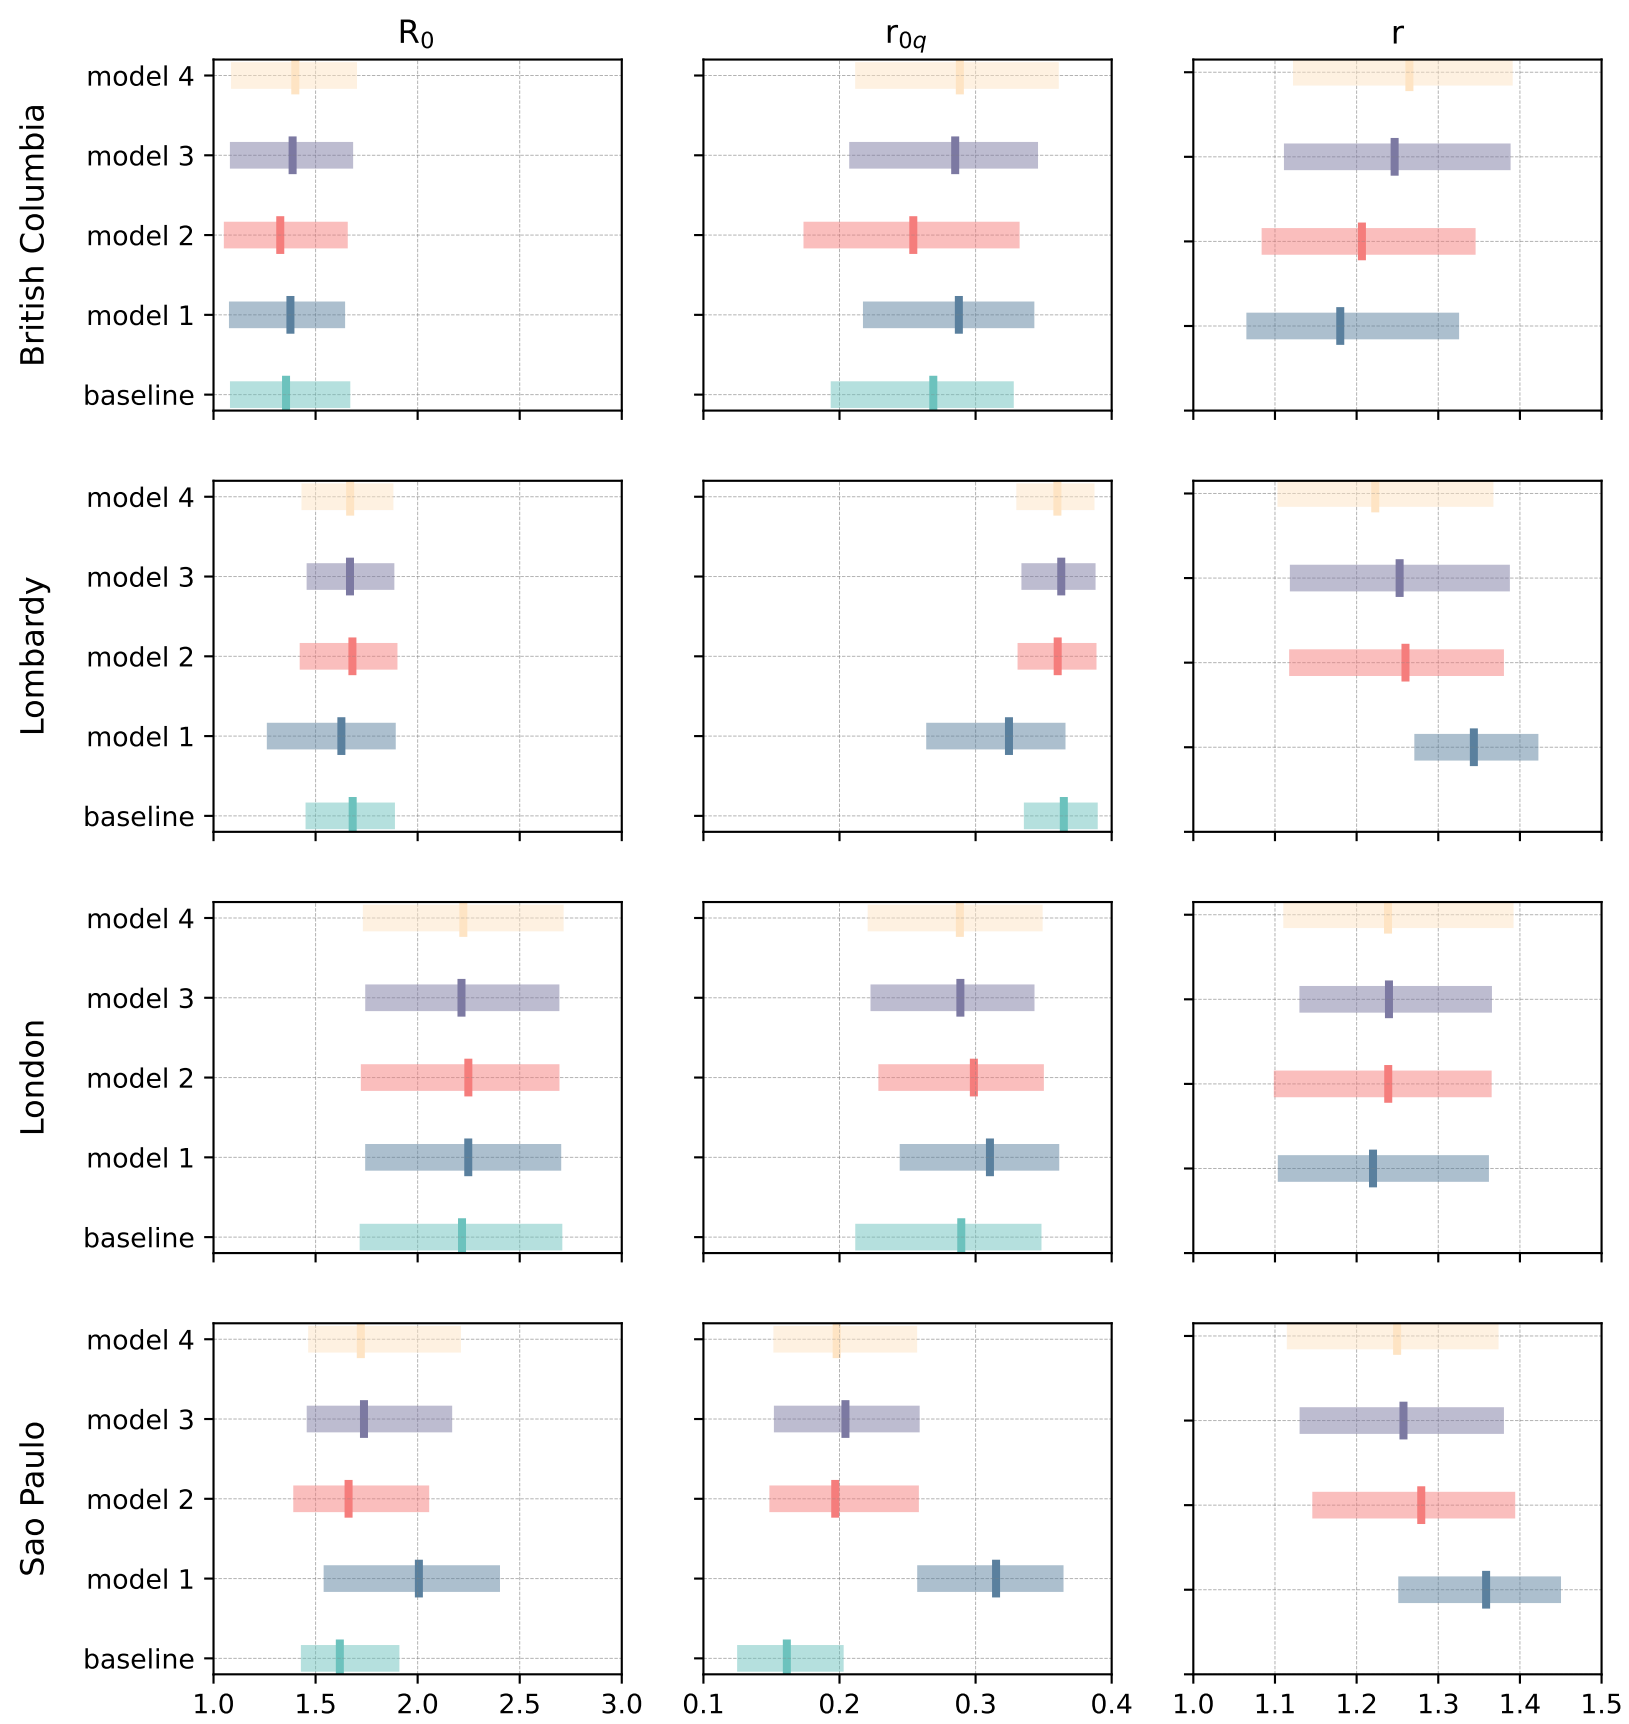 R₀ r₀q r
British Columbia
model 4
model 3
model 2
model 1
baseline
Lombardy
model 4
model 3
model 2
model 1
baseline
London
model 4
model 3
model 2
model 1
baseline
Sao Paulo
model 4
model 3
model 2
model 1
baseline
1.0 1.5 2.0 2.5 3.0 0.1 0.2 0.3 0.4 1.0 1.1 1.2 1.3 1.4 1.5